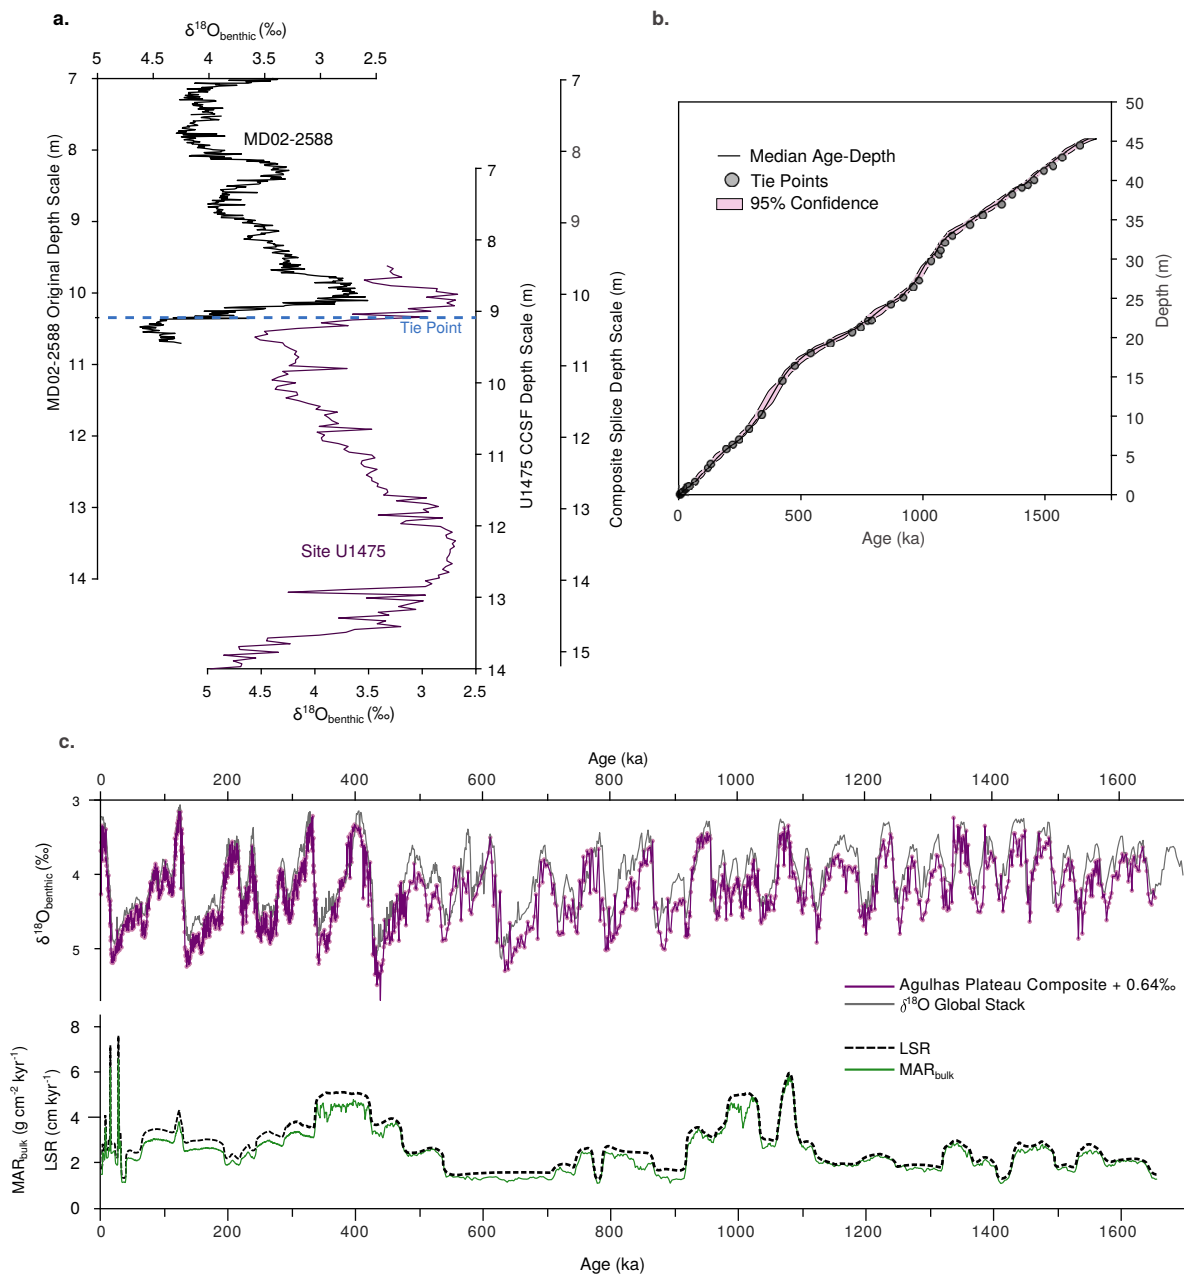 a.
δ18Obenthic (‰)
5 4.5 4 3.5 3 2.5
7
8
9
10
11
12
13
14
MD02-2588 Original Depth Scale (m)
MD02-2588
Tie Point
Site U1475
7
8
9
10
11
12
13
14
U1475 CCSF Depth Scale (m)
7
8
9
10
11
12
13
14
15
Composite Splice Depth Scale (m)
5 4.5 4 3.5 3 2.5
δ18Obenthic (‰)
b.
Median Age-Depth
Tie Points
95% Confidence
50
45
40
35
30
25
20
15
10
5
0
Depth (m)
0 500 1000 1500
Age (ka)
c.
Age (ka)
0 200 400 600 800 1000 1200 1400 1600
3
4
5
δ18Obenthic (‰)
Agulhas Plateau Composite + 0.64‰
δ18O Global Stack
LSR
MARbulk
8
6
4
2
0
MARbulk (g cm-2 kyr-1)
LSR (cm kyr-1)
0 200 400 600 800 1000 1200 1400 1600
Age (ka)